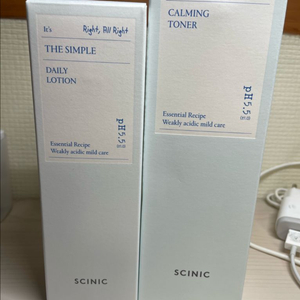 It's
Right, Pill Right
THE SIMPLE
DAILY
LOTION
pH5.5
Essential Recipe
Weakly acidic mild care
SCINIC
CALMING
TONER
pH5.5
Essential Recipe
Weakly acidic mild care
SCINIC